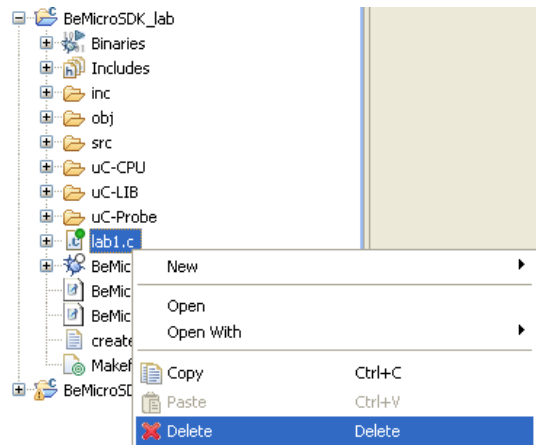 BeMicroSDK_lab
Binaries
Includes
inc
obj
src
uC-CPU
uC-LIB
uC-Probe
lab1.c
BeMic
BeMic
BeMic
create
Makef
BeMicroSD
New
Open
Open With
Copy Ctrl+C
Paste Ctrl+V
Delete Delete